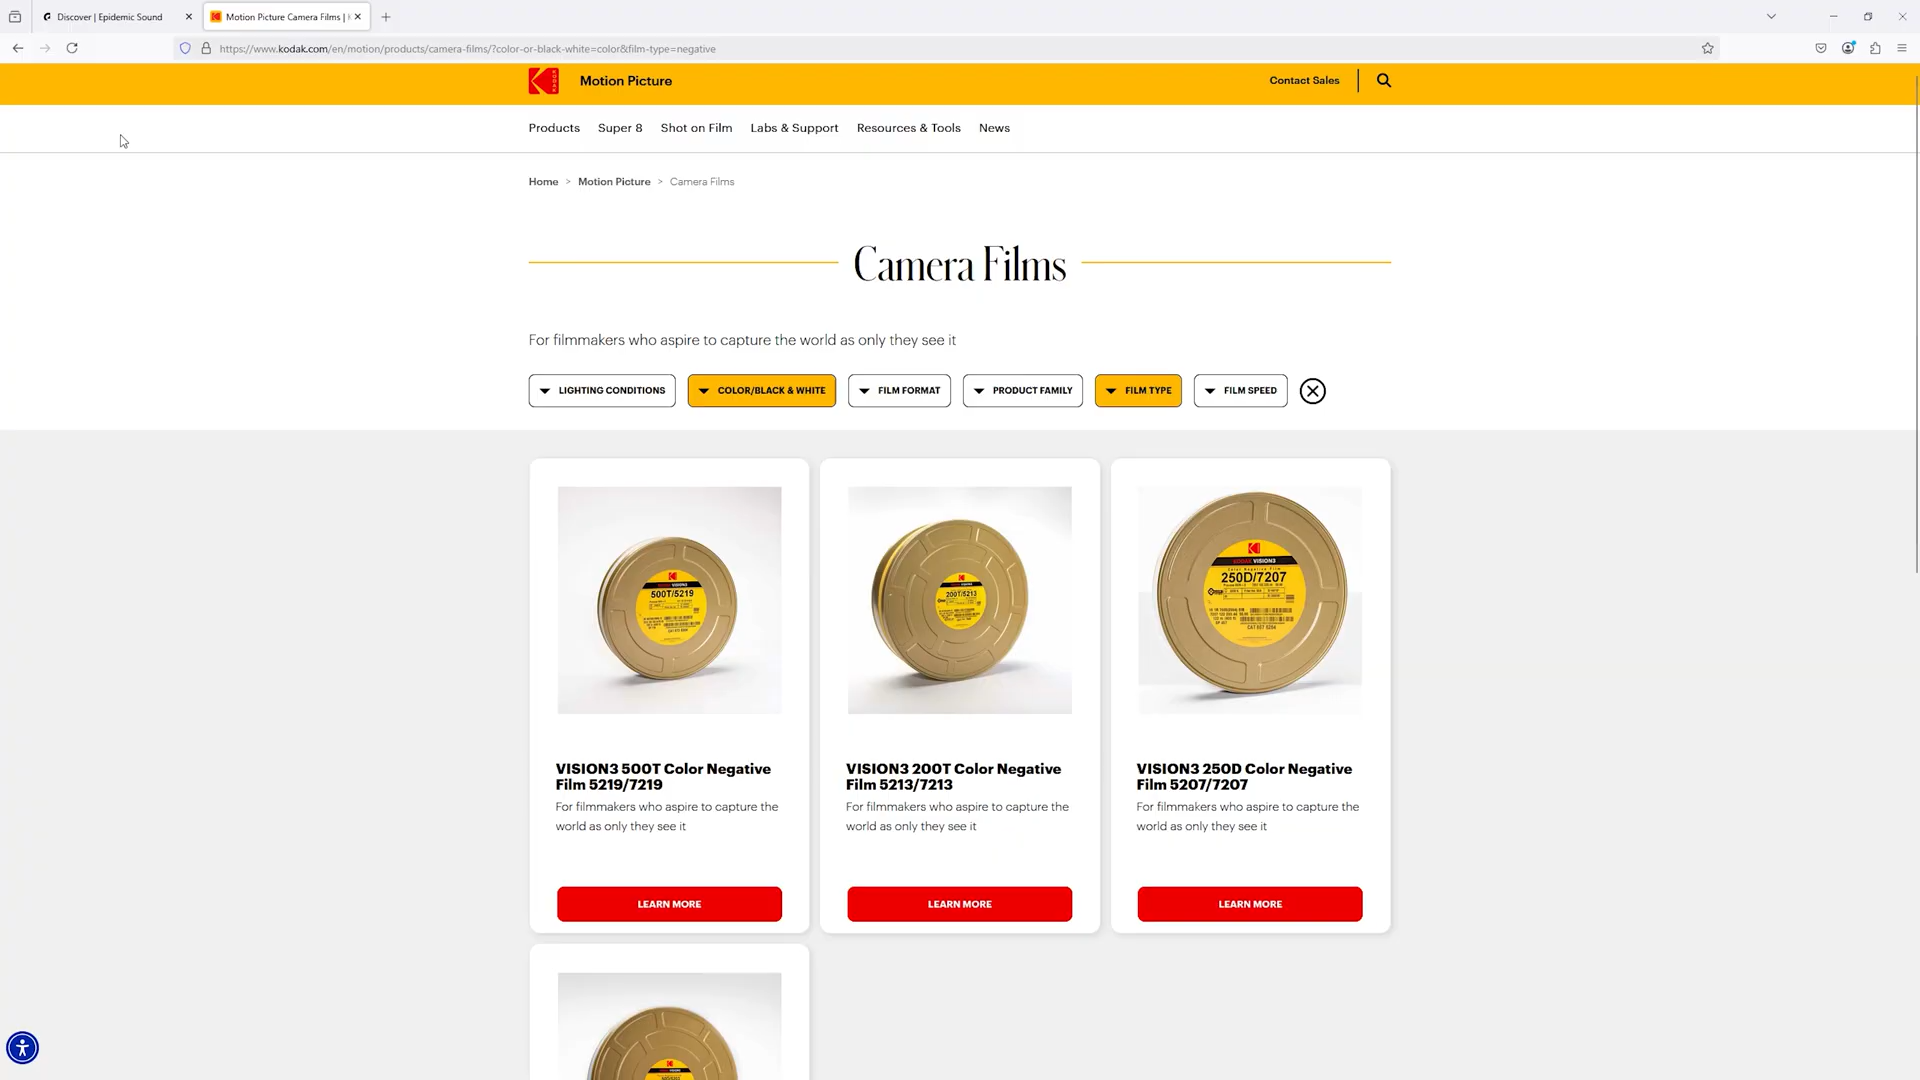 Discover | Epidemic Sound
Motion Picture Camera Films |
https://www.kodak.com/en/motion/products/camera-films/?color-or-black-white=color&film-type=negative
Motion Picture
Contact Sales
Products Super 8 Shot on Film Labs & Support Resources & Tools News
Home > Motion Picture > Camera Films
Camera Films
For filmmakers who aspire to capture the world as only they see it
LIGHTING CONDITIONS COLOR/BLACK & WHITE FILM FORMAT PRODUCT FAMILY FILM TYPE FILM SPEED
KODAK VISION3
500T/5219
200T/5213
KODAK VISION3
Color Negative Film
250D/7207
VISION3 500T Color Negative
Film 5219/7219
For filmmakers who aspire to capture the
world as only they see it
LEARN MORE
VISION3 200T Color Negative
Film 5213/7213
For filmmakers who aspire to capture the
world as only they see it
LEARN MORE
VISION3 250D Color Negative
Film 5207/7207
For filmmakers who aspire to capture the
world as only they see it
LEARN MORE